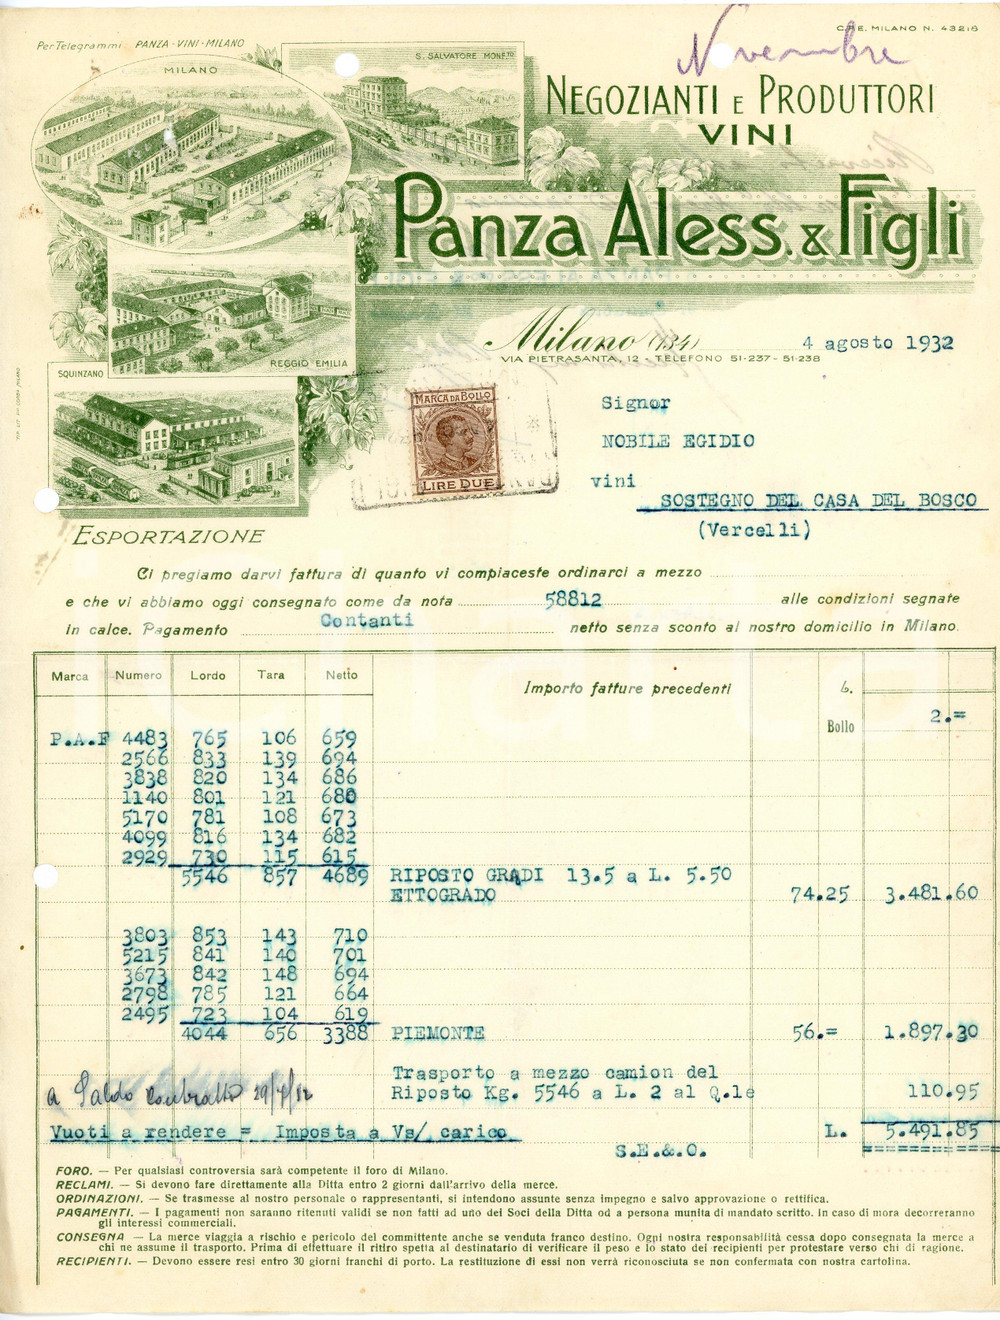 Per Telegrammi: PANZA - VINI - MILANO
C.P.E. MILANO N. 43216
Novembre
MILANO
S. SALVATORE MONF.TO
NEGOZIANTI E PRODUTTORI
VINI
PANZA ALESS. & FIGLI
REGGIO EMILIA
SQUINZANO
Milano (134) 4 agosto 1932
VIA PIETRASANTA, 12 - TELEFONO 51-237 - 51-238
MARCA DA BOLLO
LIRE DUE
Signor
NOBILE EGIDIO
vini
SOSTEGNO DEL CASA DEL BOSCO
(Vercelli)
ESPORTAZIONE
Ci pregiamo darvi fattura di quanto vi compiaceste ordinarci a mezzo
e che vi abbiamo oggi consegnato come da nota 58812 alle condizioni segnate
in calce. Pagamento Contanti netto senza sconto al nostro domicilio in Milano.
Marca Numero Lordo Tara Netto Importo fatture precedenti L.
Bollo 2.=
P.A.F 4483 765 106 659
2566 833 139 694
3838 820 134 686
1140 801 121 680
5170 781 108 673
4099 816 134 682
2929 730 115 615
5546 857 4689 RIPOSTO GRADI 13.5 a L. 5.50
ETTOGRADO 74.25 3.481.60
3803 853 143 710
5215 841 140 701
3673 842 148 694
2798 785 121 664
2495 723 104 619
4044 656 3388 PIEMONTE 56.= 1.897.30
Trasporto a mezzo camion del
Riposto Kg. 5546 a L. 2 al Q.le 110.95
a Saldo contratto 29/7/32
Vuoti a rendere = Imposta a Vs/ carico L. 5.491.85
S.E.&.O.
FORO. — Per qualsiasi controversia sarà competente il foro di Milano.
RECLAMI. — Si devono fare direttamente alla Ditta entro 2 giorni dall'arrivo della merce.
ORDINAZIONI. — Se trasmesse al nostro personale o rappresentanti, si intendono assunte senza impegno e salvo approvazione o rettifica.
PAGAMENTI. — I pagamenti non saranno ritenuti validi se non fatti ad uno dei Soci della Ditta od a persona munita di mandato scritto. In caso di mora decorreranno
gli interessi commerciali.
CONSEGNA — La merce viaggia a rischio e pericolo del committente anche se venduta franco destino. Ogni nostra responsabilità cessa dopo consegnata la merce a
chi ne assume il trasporto. Prima di effettuare il ritiro spetta al destinatario di verificare il peso e lo stato dei recipienti per protestare verso chi di ragione.
RECIPIENTI. — Devono essere resi entro 30 giorni franchi di porto. La restituzione di essi non verrà riconosciuta se non confermata con nostra cartolina.